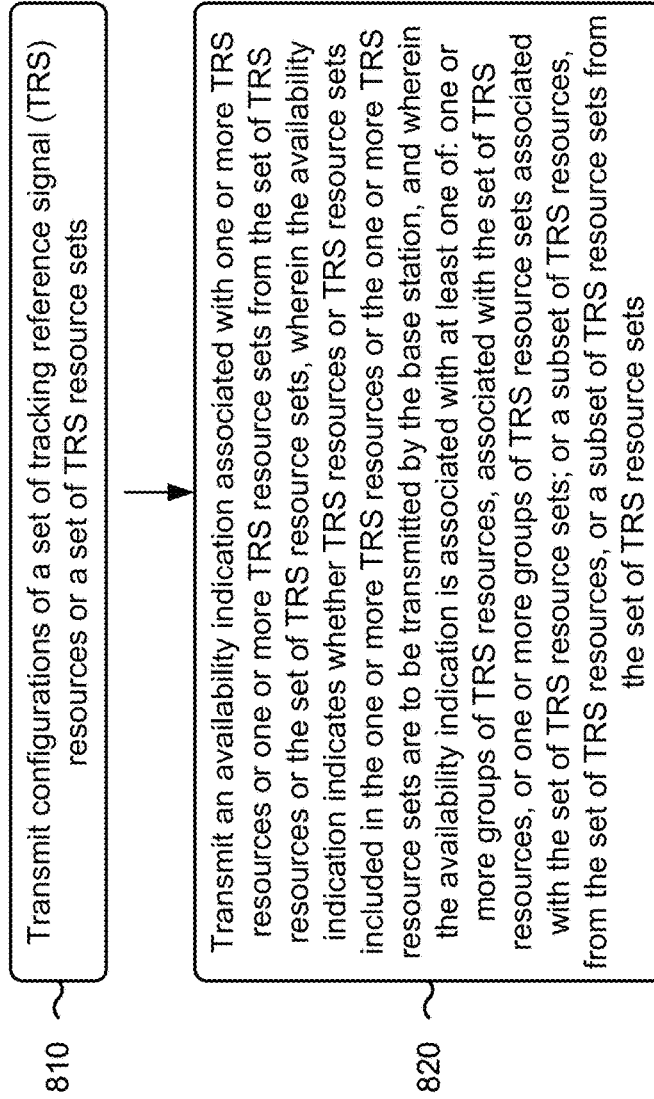 810
Transmit configurations of a set of tracking reference signal (TRS)
resources or a set of TRS resource sets
820
Transmit an availability indication associated with one or more TRS
resources or one or more TRS resource sets from the set of TRS
resources or the set of TRS resource sets, wherein the availability
indication indicates whether TRS resources or TRS resource sets
included in the one or more TRS resources or the one or more TRS
resource sets are to be transmitted by the base station, and wherein
the availability indication is associated with at least one of: one or
more groups of TRS resources, associated with the set of TRS
resources, or one or more groups of TRS resource sets associated
with the set of TRS resource sets; or a subset of TRS resources,
from the set of TRS resources, or a subset of TRS resource sets from
the set of TRS resource sets